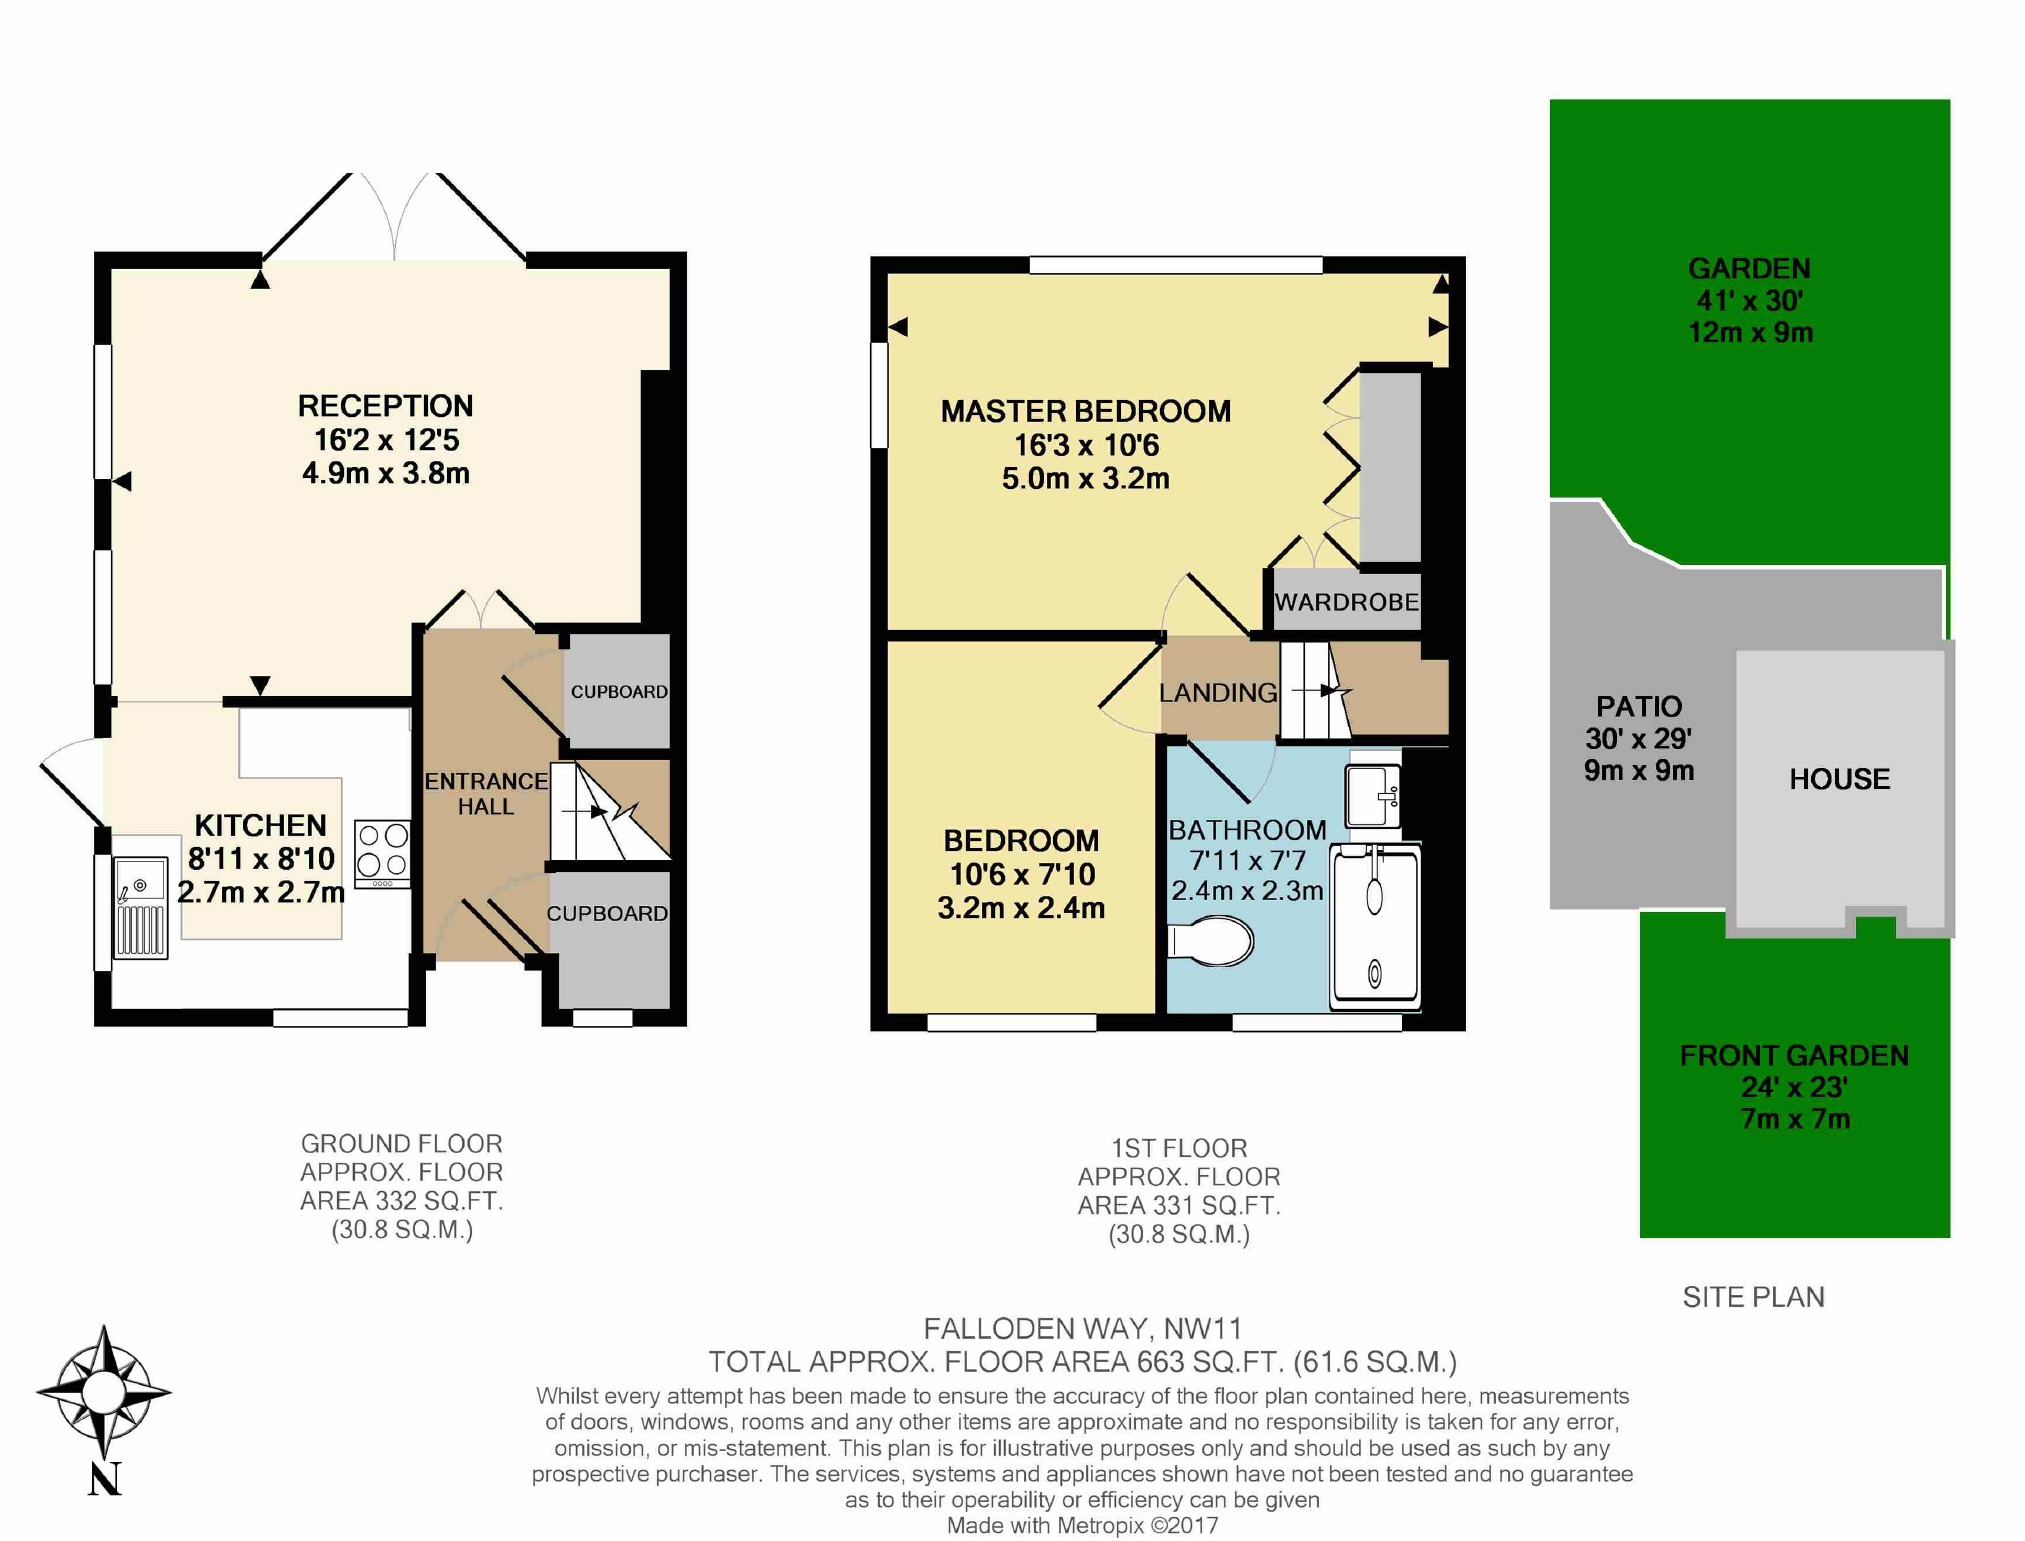 RECEPTION
16'2 x 12'5
4.9m x 3.8m
CUPBOARD
ENTRANCE
HALL
KITCHEN
8'11 x 8'10
2.7m x 2.7m
CUPBOARD
GROUND FLOOR
APPROX. FLOOR
AREA 332 SQ.FT.
(30.8 SQ.M.)
MASTER BEDROOM
16'3 x 10'6
5.0m x 3.2m
WARDROBE
LANDING
BEDROOM
10'6 x 7'10
3.2m x 2.4m
BATHROOM
7'11 x 7'7
2.4m x 2.3m
1ST FLOOR
APPROX. FLOOR
AREA 331 SQ.FT.
(30.8 SQ.M.)
GARDEN
41' x 30'
12m x 9m
PATIO
30' x 29'
9m x 9m
HOUSE
FRONT GARDEN
24' x 23'
7m x 7m
SITE PLAN
N
FALLODEN WAY, NW11
TOTAL APPROX. FLOOR AREA 663 SQ.FT. (61.6 SQ.M.)
Whilst every attempt has been made to ensure the accuracy of the floor plan contained here, measurements
of doors, windows, rooms and any other items are approximate and no responsibility is taken for any error,
omission, or mis-statement. This plan is for illustrative purposes only and should be used as such by any
prospective purchaser. The services, systems and appliances shown have not been tested and no guarantee
as to their operability or efficiency can be given
Made with Metropix ©2017